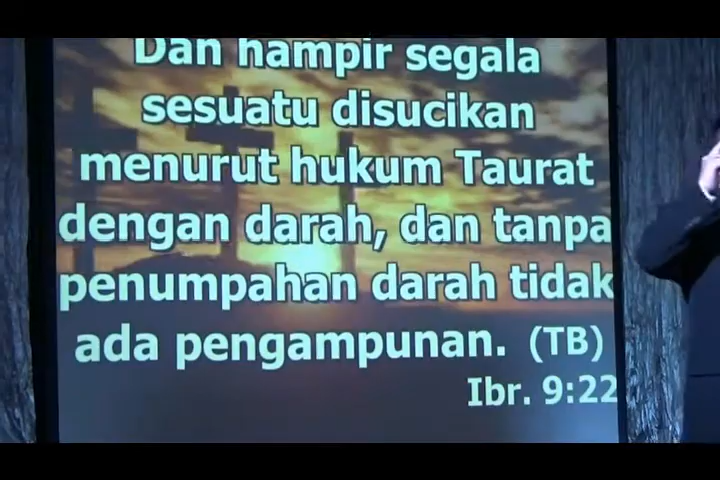 Dan hampir segala
sesuatu disucikan
menurut hukum Taurat
dengan darah, dan tanpa
penumpahan darah tidak
ada pengampunan. (TB)
Ibr. 9:22